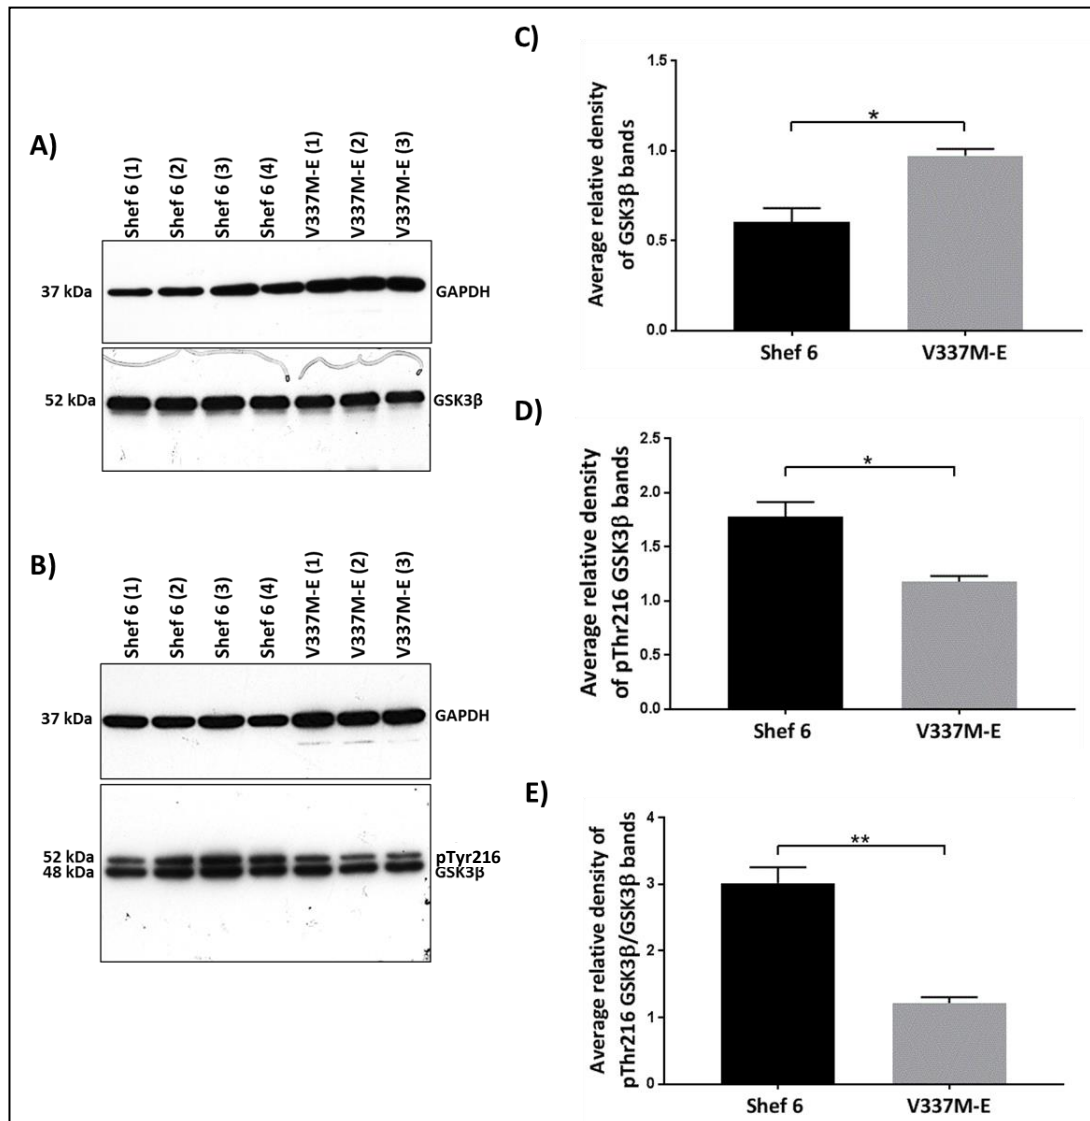 A)
Shef 6 (1)
Shef 6 (2)
Shef 6 (3)
Shef 6 (4)
V337M-E (1)
V337M-E (2)
V337M-E (3)
37 kDa
GAPDH
52 kDa
GSK3β
B)
Shef 6 (1)
Shef 6 (2)
Shef 6 (3)
Shef 6 (4)
V337M-E (1)
V337M-E (2)
V337M-E (3)
37 kDa
GAPDH
52 kDa
pTyr216
48 kDa
GSK3β
C)
Average relative density
of GSK3β bands
1.5
1.0
0.5
0.0
*
Shef 6
V337M-E
D)
Average relative density
of pThr216 GSK3β bands
2.5
2.0
1.5
1.0
0.5
0.0
*
Shef 6
V337M-E
E)
Average relative density of
pThr216 GSK3β/GSK3β bands
4
3
2
1
0
**
Shef 6
V337M-E